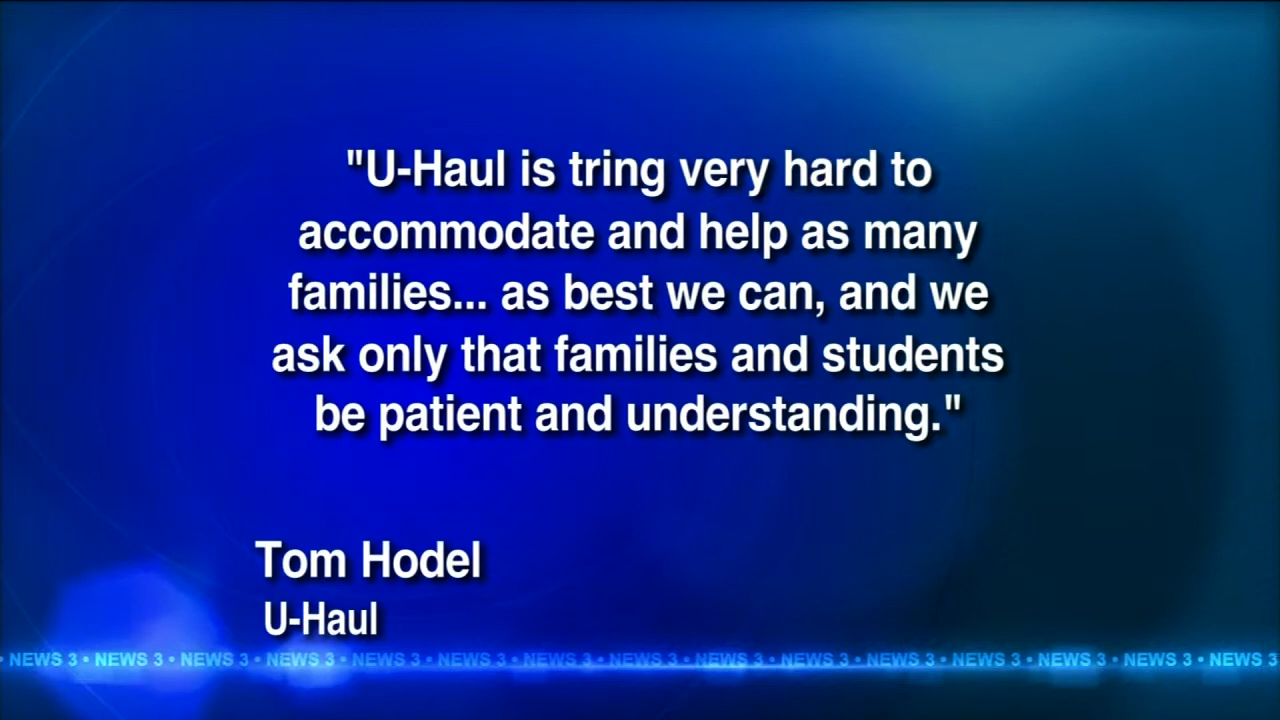 "U-Haul is tring very hard to
accommodate and help as many
families... as best we can, and we
ask only that families and students
be patient and understanding."
Tom Hodel
U-Haul
• NEWS 3 • NEWS 3 • NEWS 3 • NEWS 3 • NEWS 3 • NEWS 3 • NEWS 3 • NEWS 3 • NEWS 3 • NEWS 3 • NEWS 3 • NEWS 3 • NEWS 3 • NEWS 3 • NEWS 3